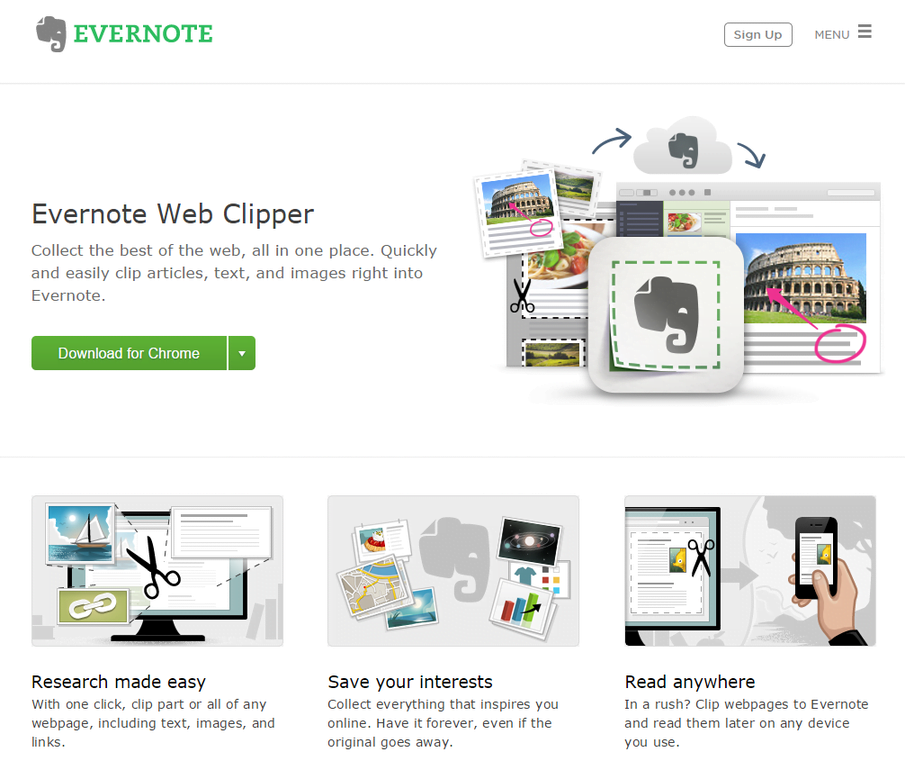 EVERNOTE
Sign Up
MENU
Evernote Web Clipper
Collect the best of the web, all in one place. Quickly
and easily clip articles, text, and images right into
Evernote.
Download for Chrome
Research made easy
With one click, clip part or all of any
webpage, including text, images, and
links.
Save your interests
Collect everything that inspires you
online. Have it forever, even if the
original goes away.
Read anywhere
In a rush? Clip webpages to Evernote
and read them later on any device
you use.